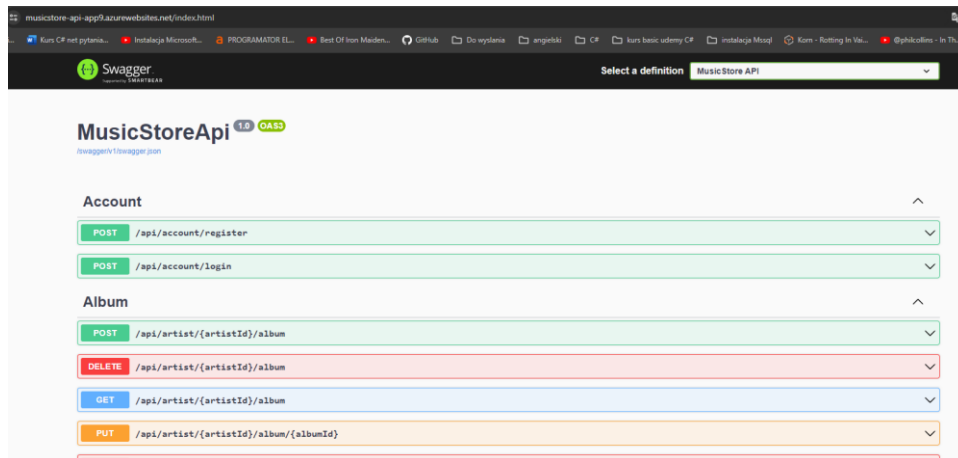 musicstore-api-app9.azurewebsites.net/index.html
Kurs C# net pytania... Instalacja Microsoft... PROGRAMATOR EL... Best Of Iron Maiden... GitHub Do wyslania angielski C# kurs basic udemy C# instalacja Mssql Korn - Rotting In Vai... @philcollins - In Th
Swagger
Supported by SMARTBEAR
Select a definition MusicStore APi
MusicStoreApi 1.0 OAS3
/swagger/v1/swagger.json
Account
POST /api/account/register
POST /api/account/login
Album
POST /api/artist/{artistId}/album
DELETE /api/artist/{artistId}/album
GET /api/artist/{artistId}/album
PUT /api/artist/{artistId}/album/{albumId}